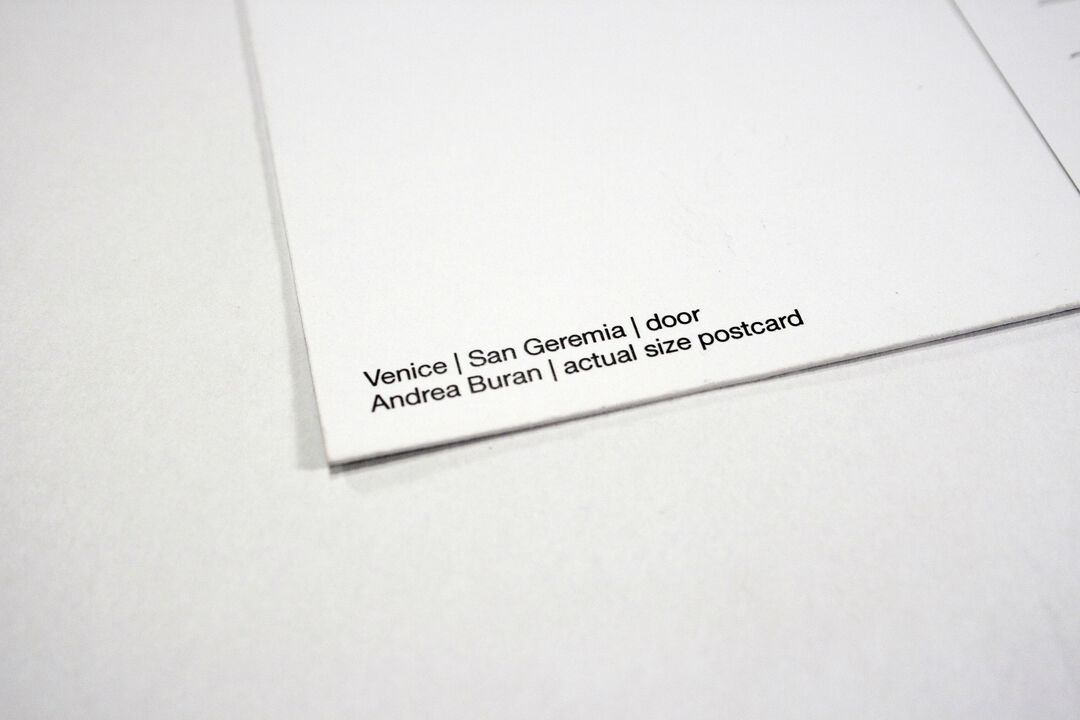 Venice | San Geremia | door
Andrea Buran | actual size postcard